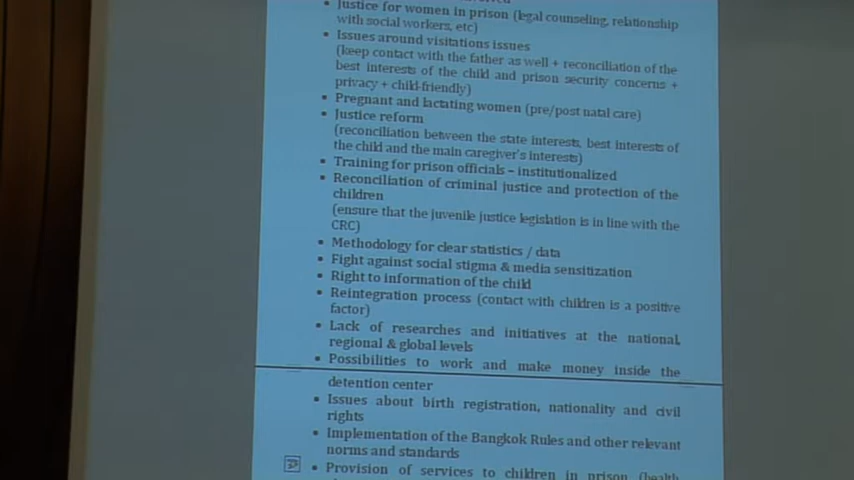 • Justice for women in prison (legal counseling, relationship
with social workers, etc)
• Issues around visitations issues
(keep contact with the father as well + reconciliation of the
best interests of the child and prison security concerns +
privacy + child-friendly)
• Pregnant and lactating women (pre/post natal care)
• Justice reform
(reconciliation between the state interests, best interests of
the child and the main caregiver's interests)
• Training for prison officials – institutionalized
• Reconciliation of criminal justice and protection of the
children
(ensure that the juvenile justice legislation is in line with the
CRC)
• Methodology for clear statistics / data
• Fight against social stigma & media sensitization
• Right to information of the child
• Reintegration process (contact with children is a positive
factor)
• Lack of researches and initiatives at the national,
regional & global levels
• Possibilities to work and make money inside the
detention center
• Issues about birth registration, nationality and civil
rights
• Implementation of the Bangkok Rules and other relevant
norms and standards
• Provision of services to children in prison (health